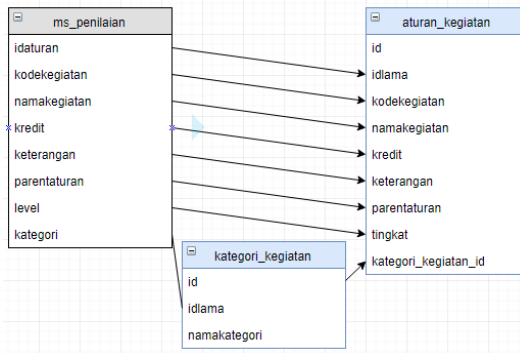 ms_penilaian
idaturan
kodekegiatan
namakegiatan
kredit
keterangan
parentaturan
level
kategori
kategori_kegiatan
id
idlama
namakategori
aturan_kegiatan
id
idlama
kodekegiatan
namakegiatan
kredit
keterangan
parentaturan
tingkat
kategori_kegiatan_id